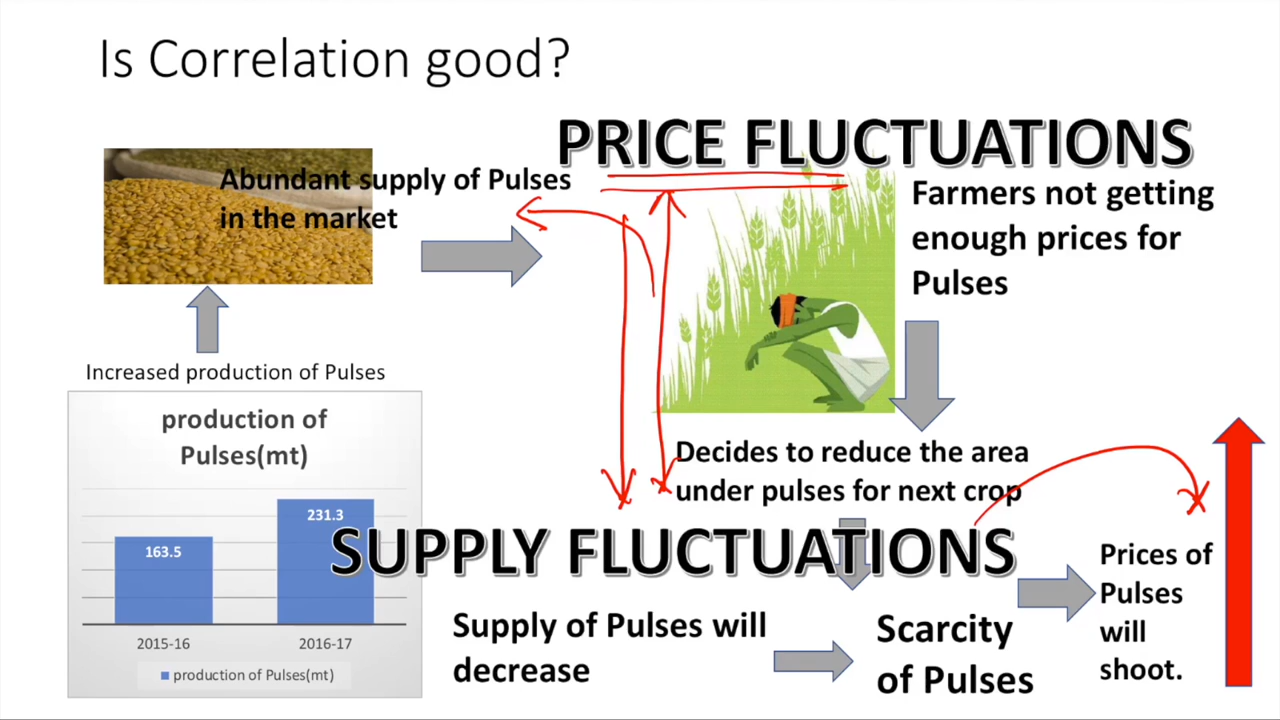 Is Correlation good?
PRICE FLUCTUATIONS
Abundant supply of Pulses
in the market
Farmers not getting
enough prices for
Pulses
Increased production of Pulses
production of
Pulses(mt)
231.3
163.5
2015-16
2016-17
production of Pulses(mt)
Decides to reduce the area
under pulses for next crop
SUPPLY FLUCTUATIONS
Supply of Pulses will
decrease
Scarcity
of Pulses
Prices of
Pulses
will
shoot.